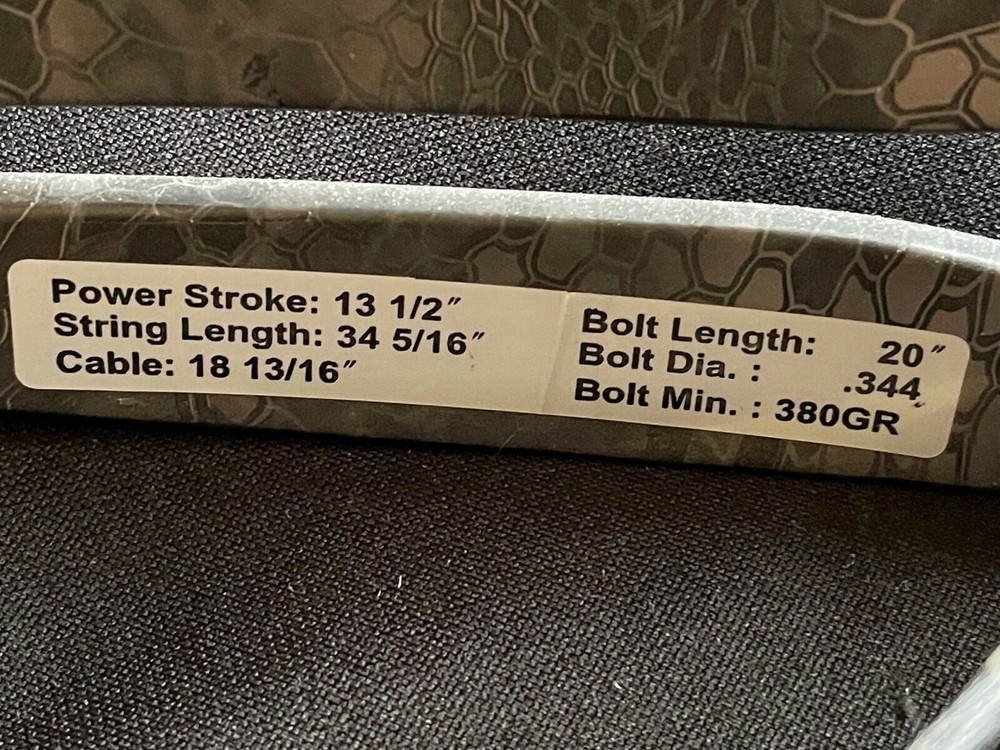 Power Stroke: 13 1/2″
String Length: 34 5/16″
Cable: 18 13/16″
Bolt Length: 20″
Bolt Dia. : .344
Bolt Min. : 380GR